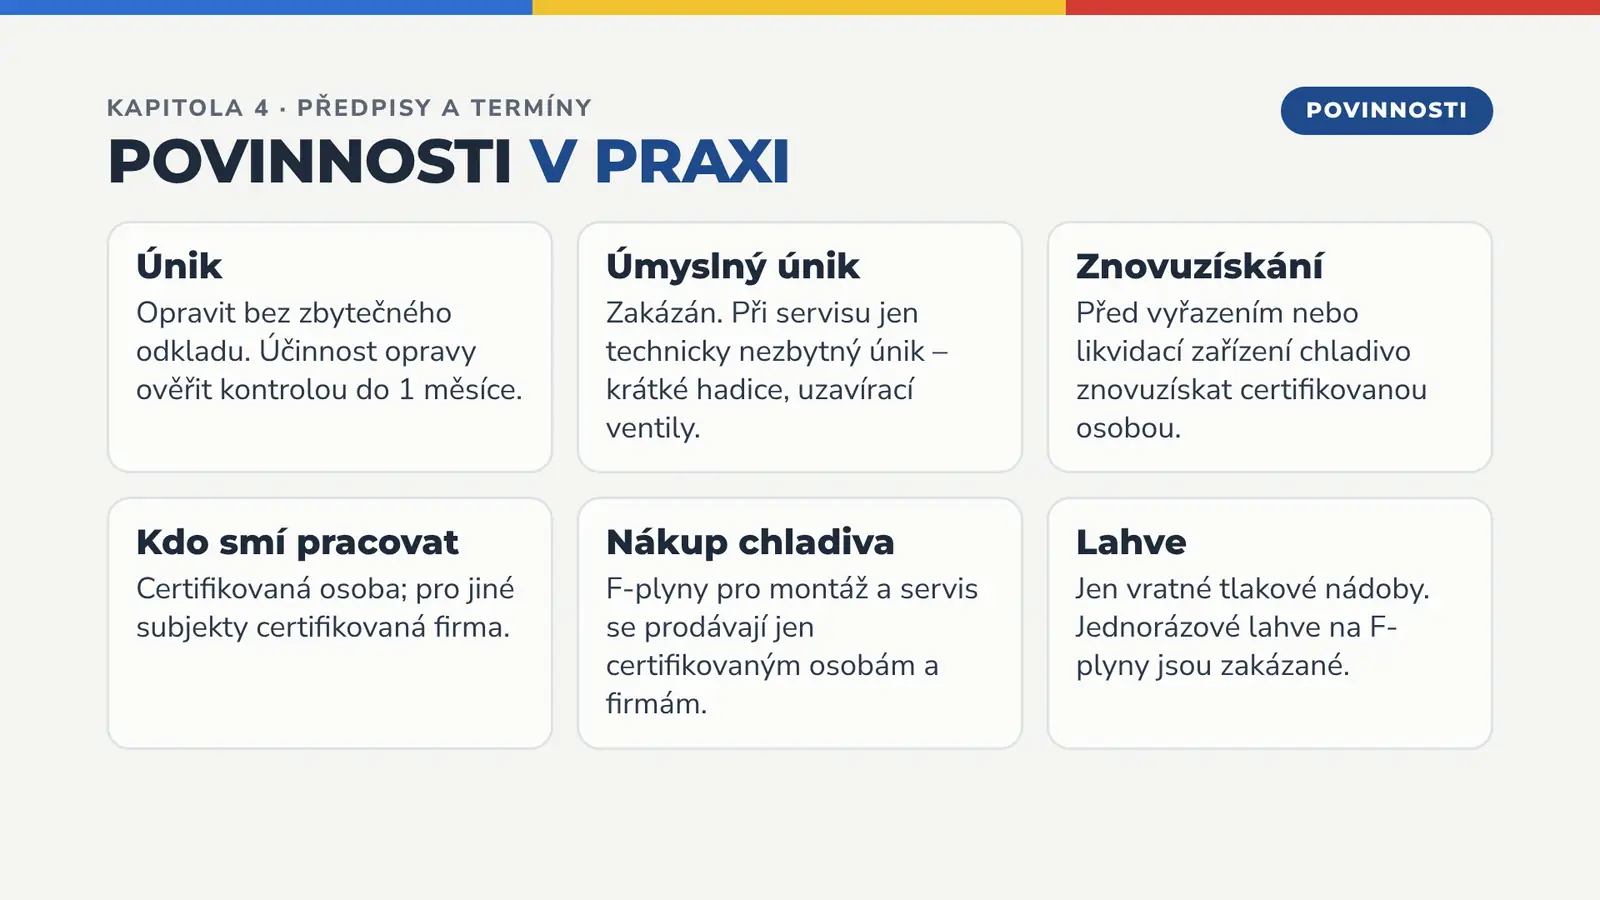 KAPITOLA 4 · PŘEDPISY A TERMÍNY
POVINNOSTI
POVINNOSTI V PRAXI
Únik
Opravit bez zbytečného
odkladu. Účinnost opravy
ověřit kontrolou do 1 měsíce.
Úmyslný únik
Zakázán. Při servisu jen
technicky nezbytný únik –
krátké hadice, uzavírací
ventily.
Znovuzískání
Před vyřazením nebo
likvidací zařízení chladivo
znovuzískat certifikovanou
osobou.
Kdo smí pracovat
Certifikovaná osoba; pro jiné
subjekty certifikovaná firma.
Nákup chladiva
F-plyny pro montáž a servis
se prodávají jen
certifikovaným osobám a
firmám.
Lahve
Jen vratné tlakové nádoby.
Jednorázové lahve na F-
plyny jsou zakázané.